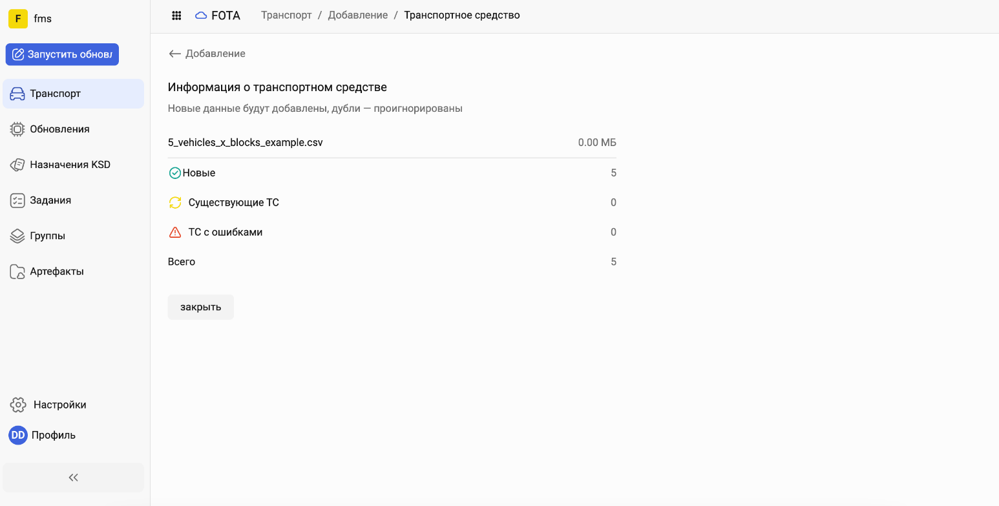 F fms
FOTA Транспорт / Добавление / Транспортное средство
Запустить обновл
Транспорт
Обновления
Назначения KSD
Задания
Группы
Артефакты
Настройки
DD Профиль
Добавление
Информация о транспортном средстве
Новые данные будут добавлены, дубли — проигнорированы
5_vehicles_x_blocks_example.csv 0.00 МБ
Новые 5
Существующие ТС 0
ТС с ошибками 0
Всего 5
закрыть